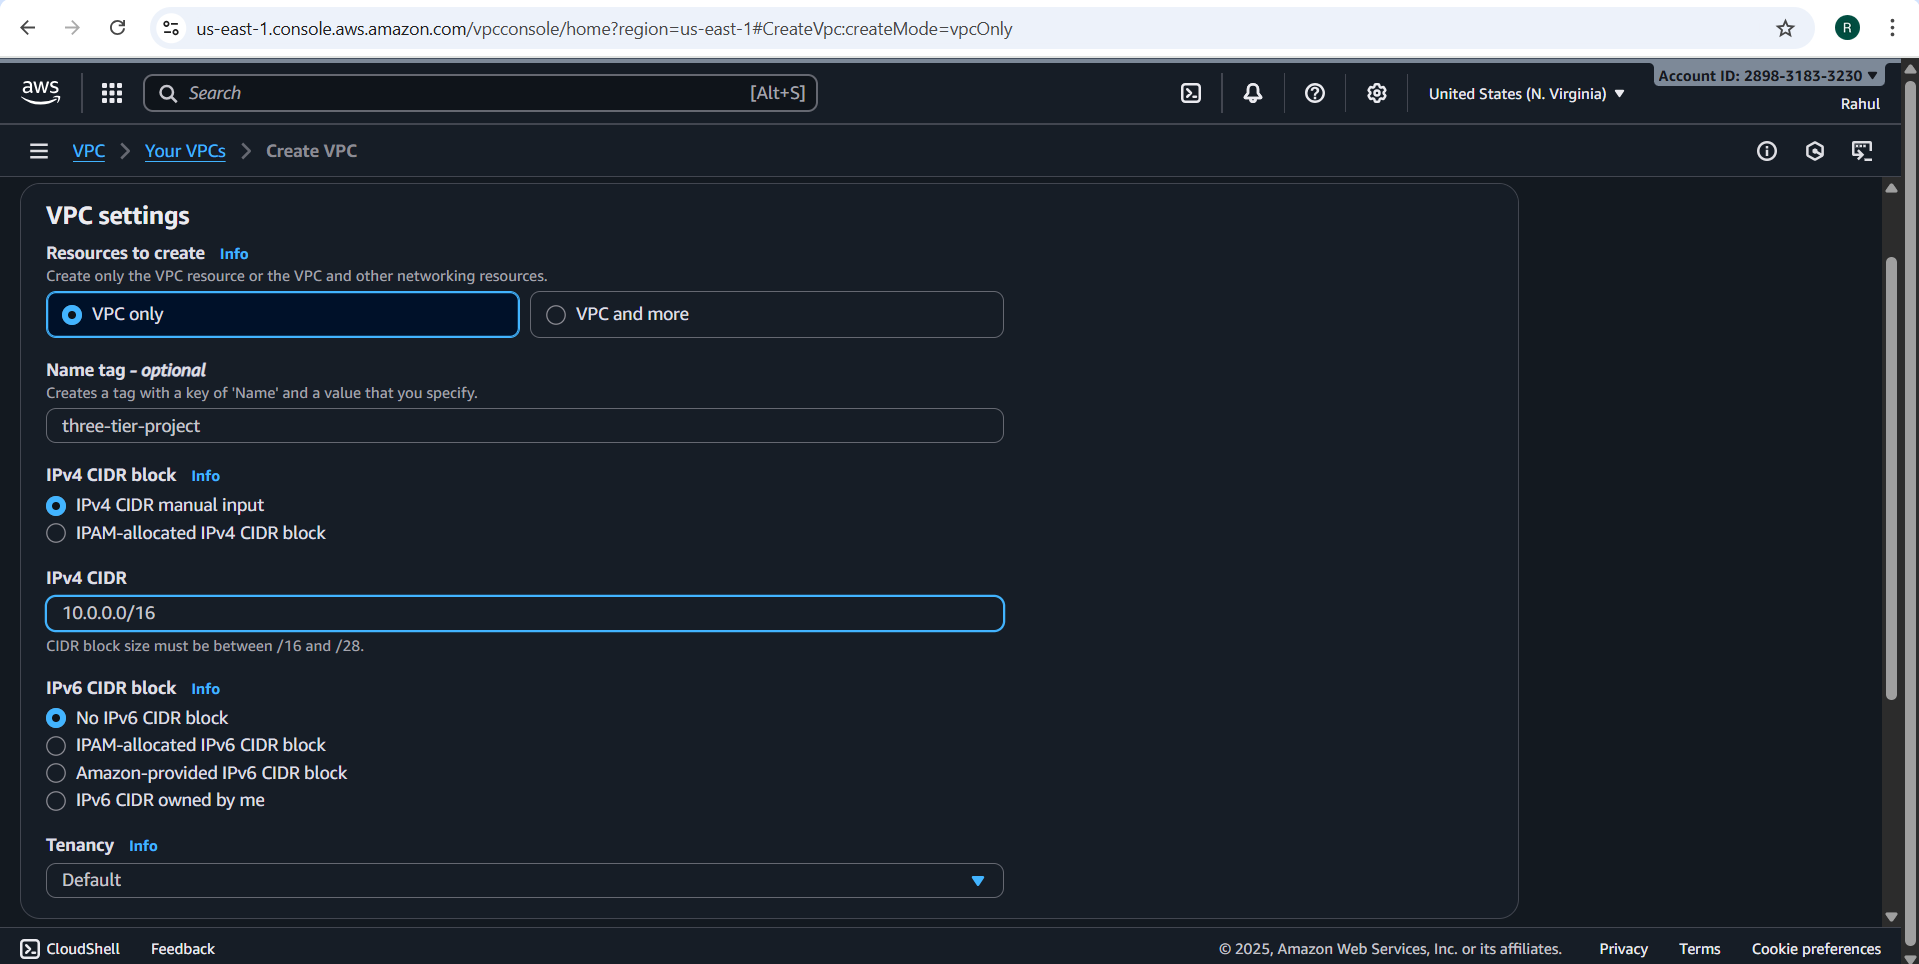 us-east-1.console.aws.amazon.com/vpcconsole/home?region=us-east-1#CreateVpc:createMode=vpcOnly
R
aws
Search
[Alt+S]
United States (N. Virginia)
Account ID: 2898-3183-3230
Rahul
VPC
Your VPCs
Create VPC
VPC settings
Resources to create Info
Create only the VPC resource or the VPC and other networking resources.
VPC only
VPC and more
Name tag - optional
Creates a tag with a key of 'Name' and a value that you specify.
three-tier-project
IPv4 CIDR block Info
IPv4 CIDR manual input
IPAM-allocated IPv4 CIDR block
IPv4 CIDR
10.0.0.0/16
CIDR block size must be between /16 and /28.
IPv6 CIDR block Info
No IPv6 CIDR block
IPAM-allocated IPv6 CIDR block
Amazon-provided IPv6 CIDR block
IPv6 CIDR owned by me
Tenancy Info
Default
CloudShell
Feedback
© 2025, Amazon Web Services, Inc. or its affiliates.
Privacy
Terms
Cookie preferences